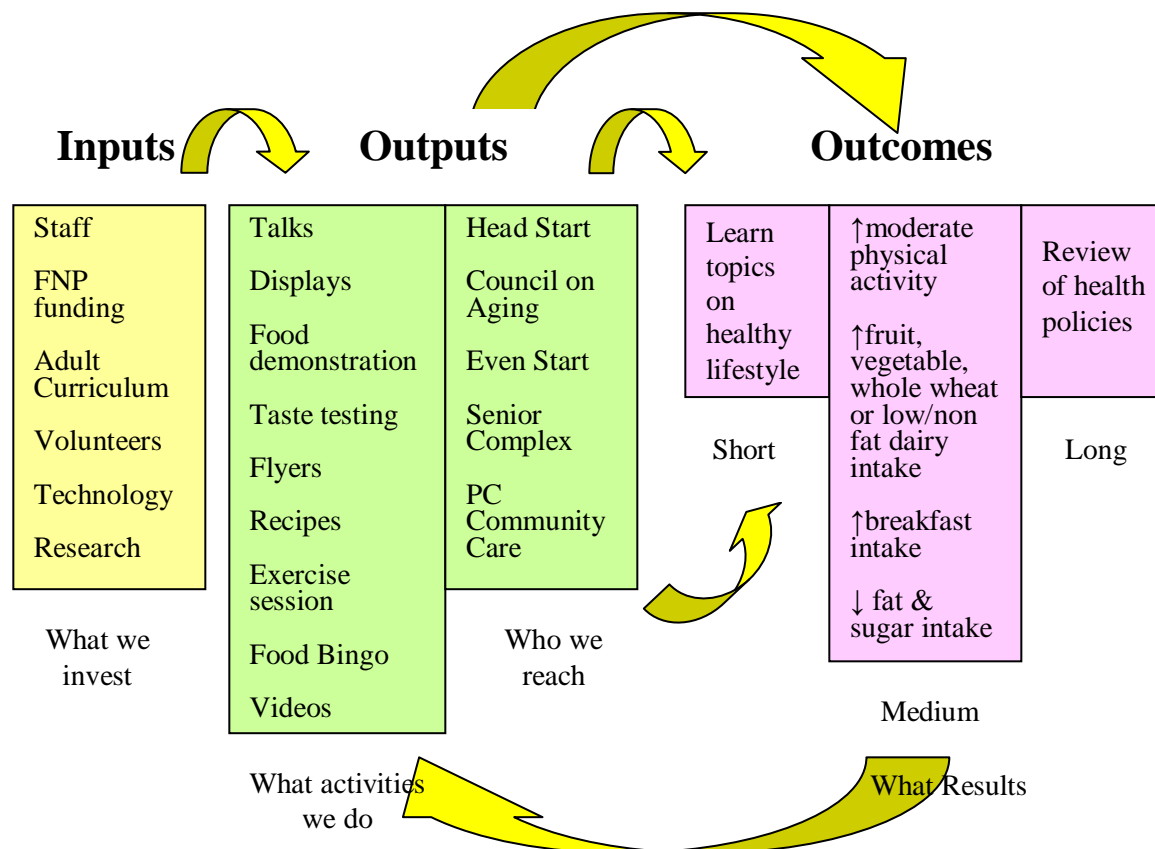 Inputs
Outputs
Outcomes
Staff
FNP
funding
Adult
Curriculum
Volunteers
Technology
Research
What we
invest
Talks
Displays
Food
demonstration
Taste testing
Flyers
Recipes
Exercise
session
Food Bingo
Videos
What activities
we do
Head Start
Council on
Aging
Even Start
Senior
Complex
PC
Community
Care
Who we
reach
Learn
topics
on
healthy
lifestyle
Short
↑moderate
physical
activity
↑fruit,
vegetable,
whole wheat
or low/non
fat dairy
intake
↑breakfast
intake
↓ fat &
sugar intake
Medium
What Results
Review
of health
policies
Long